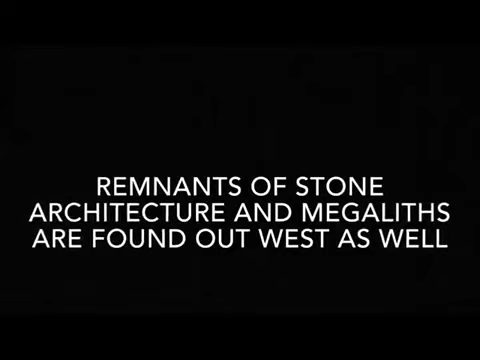 REMNANTS OF STONE
ARCHITECTURE AND MEGALITHS
ARE FOUND OUT WEST AS WELL